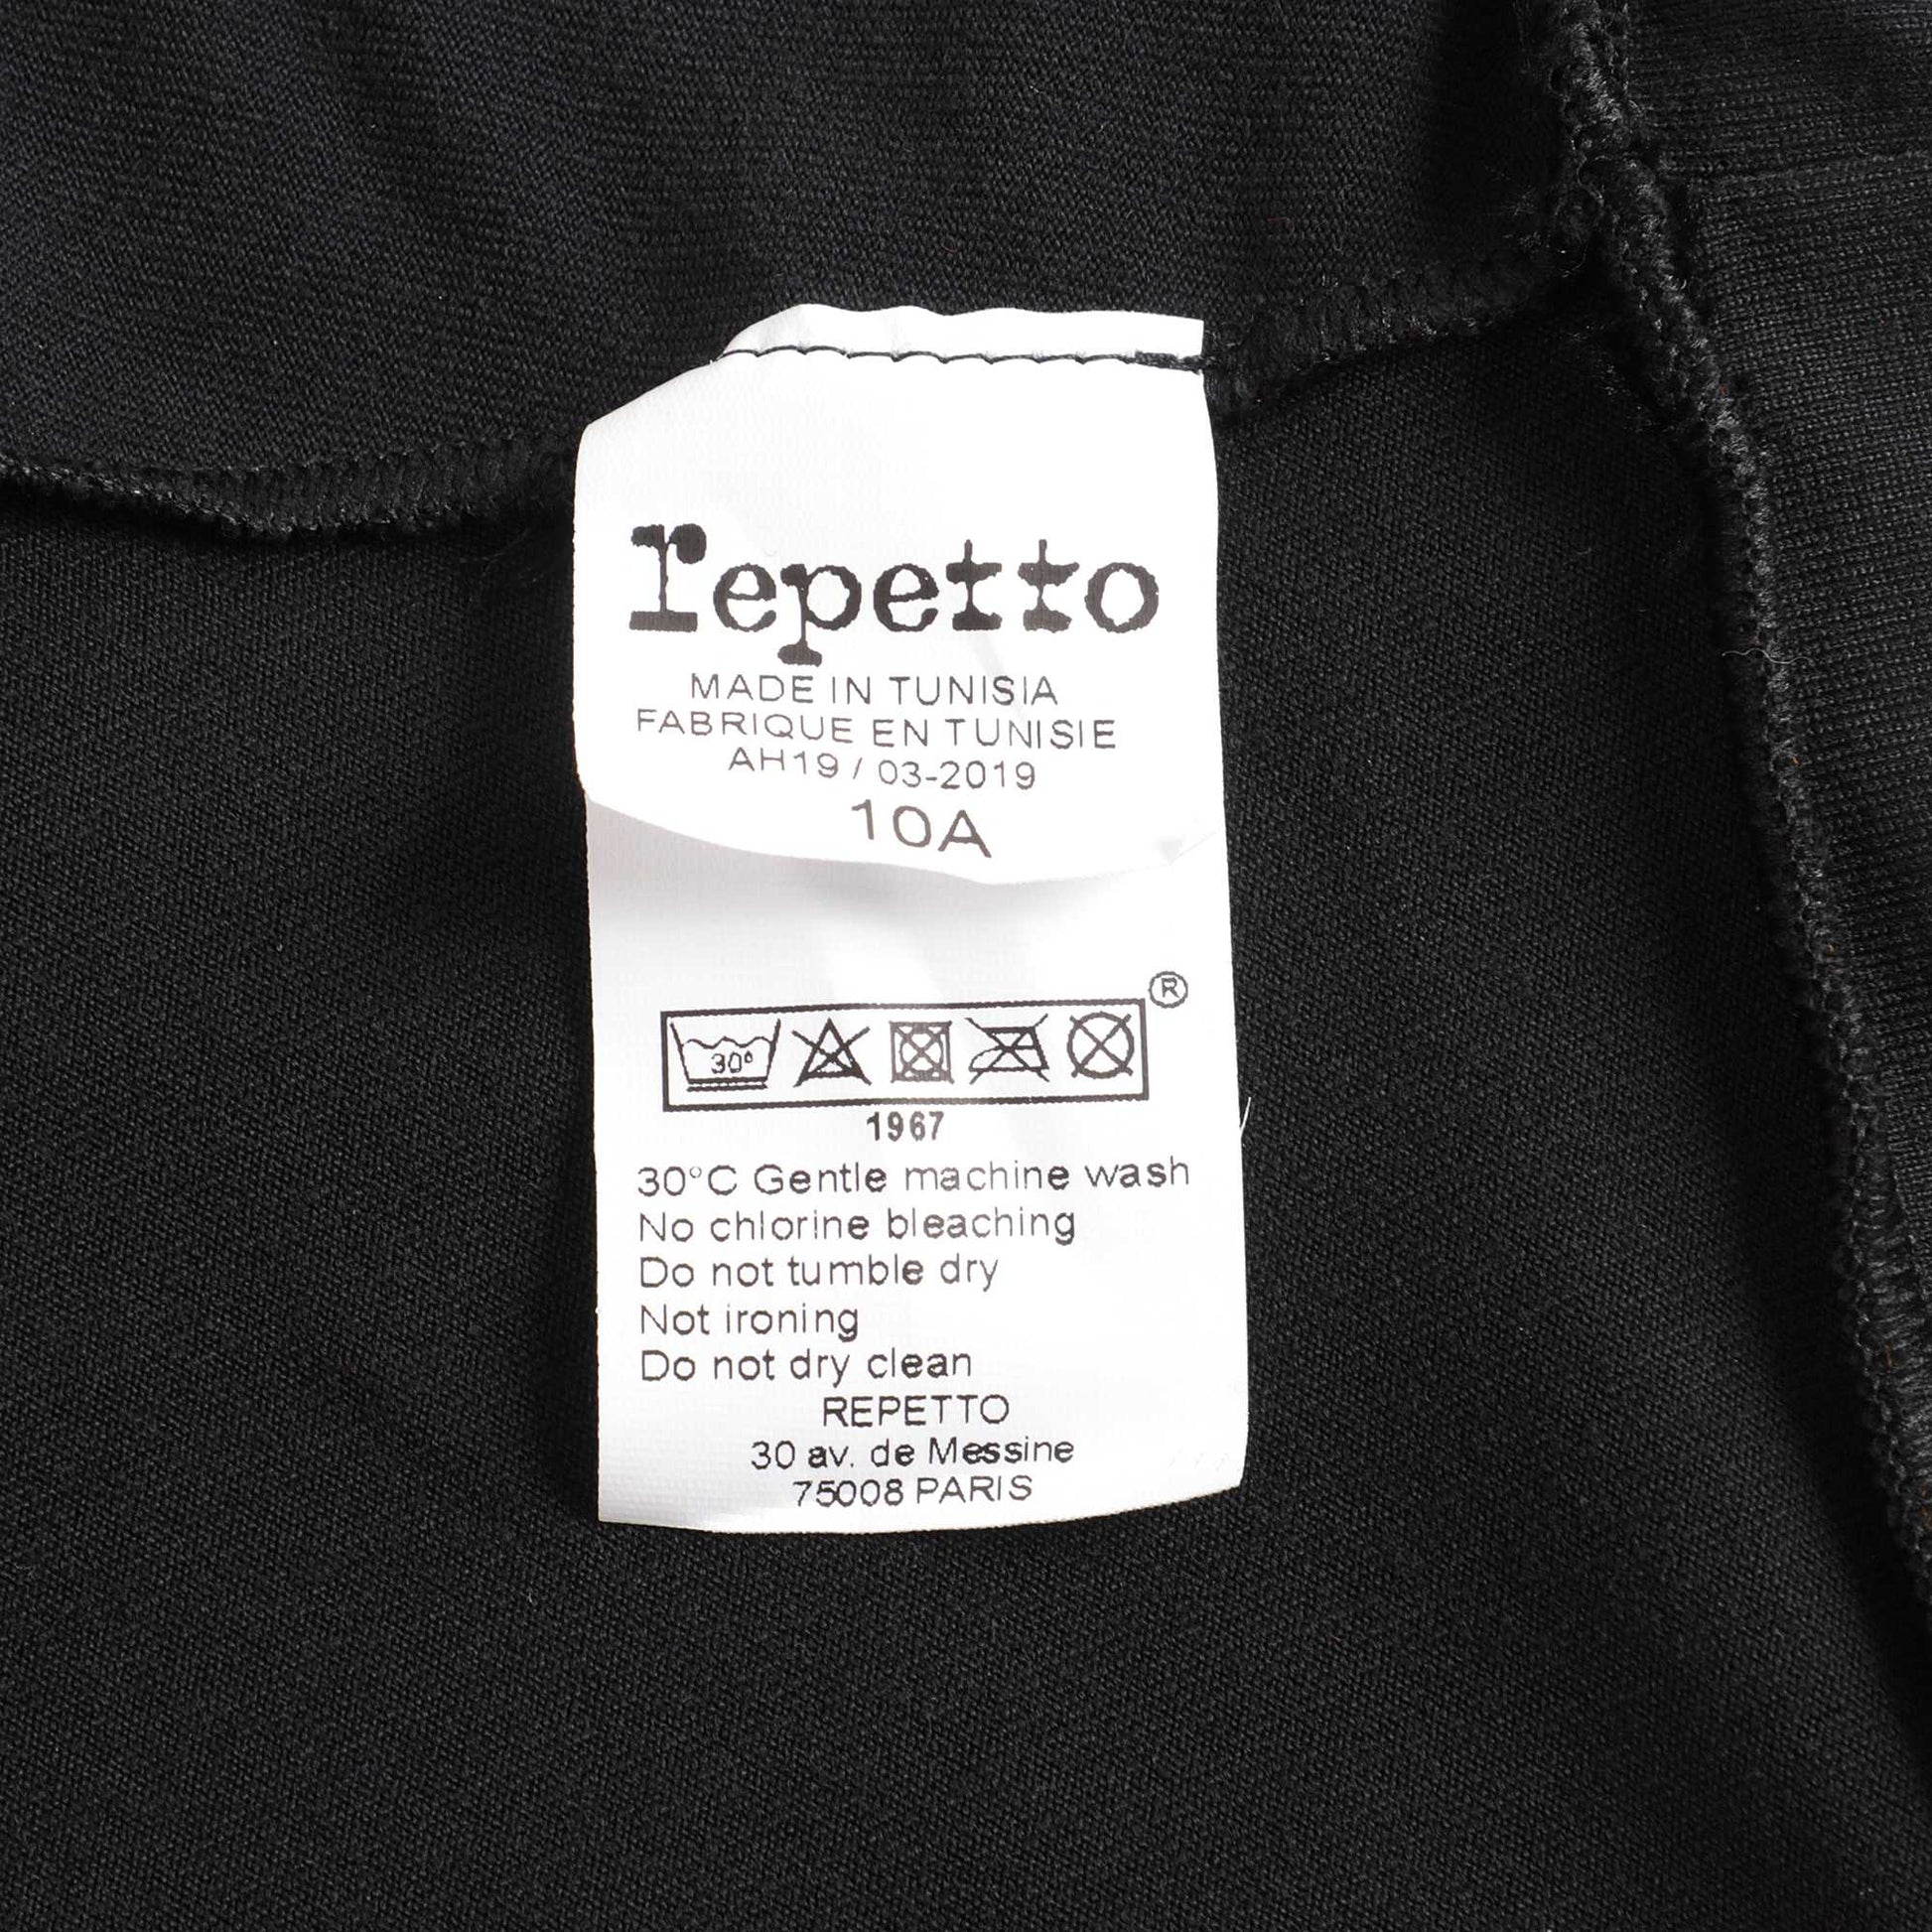 repetto
MADE IN TUNISIA
FABRIQUE EN TUNISIE
AH19 / 03-2019
10A
®
30°
1967
30°C Gentle machine wash
No chlorine bleaching
Do not tumble dry
Not ironing
Do not dry clean
REPETTO
30 av. de Messine
75008 PARIS